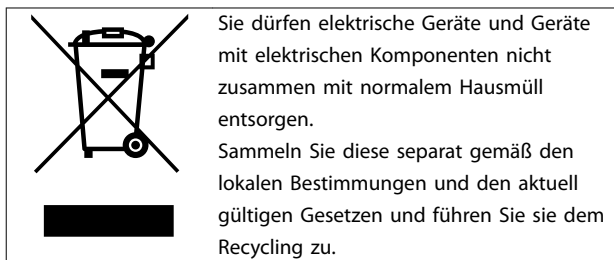 Sie dürfen elektrische Geräte und Geräte
mit elektrischen Komponenten nicht
zusammen mit normalem Hausmüll
entsorgen.
Sammeln Sie diese separat gemäß den
lokalen Bestimmungen und den aktuell
gültigen Gesetzen und führen Sie sie dem
Recycling zu.